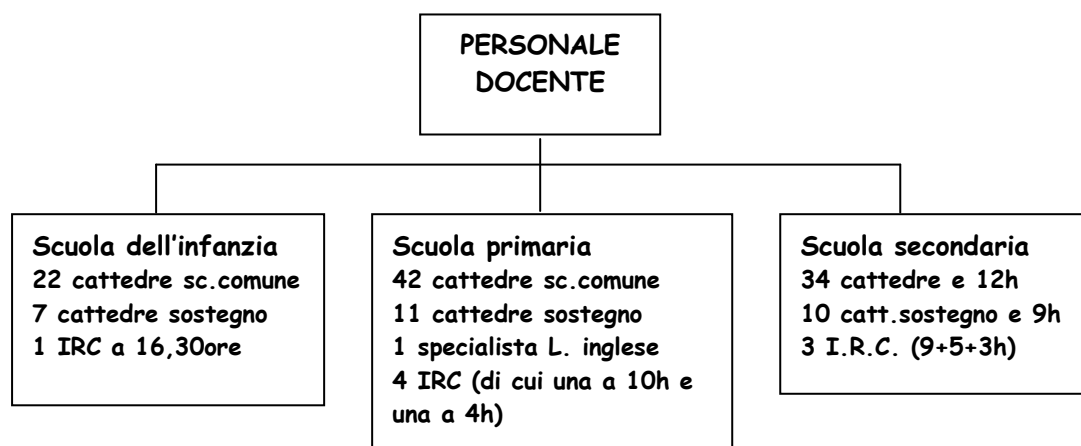 PERSONALE
DOCENTE
Scuola dell'infanzia
22 cattedre sc.comune
7 cattedre sostegno
1 IRC a 16,30ore
Scuola primaria
42 cattedre sc.comune
11 cattedre sostegno
1 specialista L. inglese
4 IRC (di cui una a 10h e
una a 4h)
Scuola secondaria
34 cattedre e 12h
10 catt.sostegno e 9h
3 I.R.C. (9+5+3h)